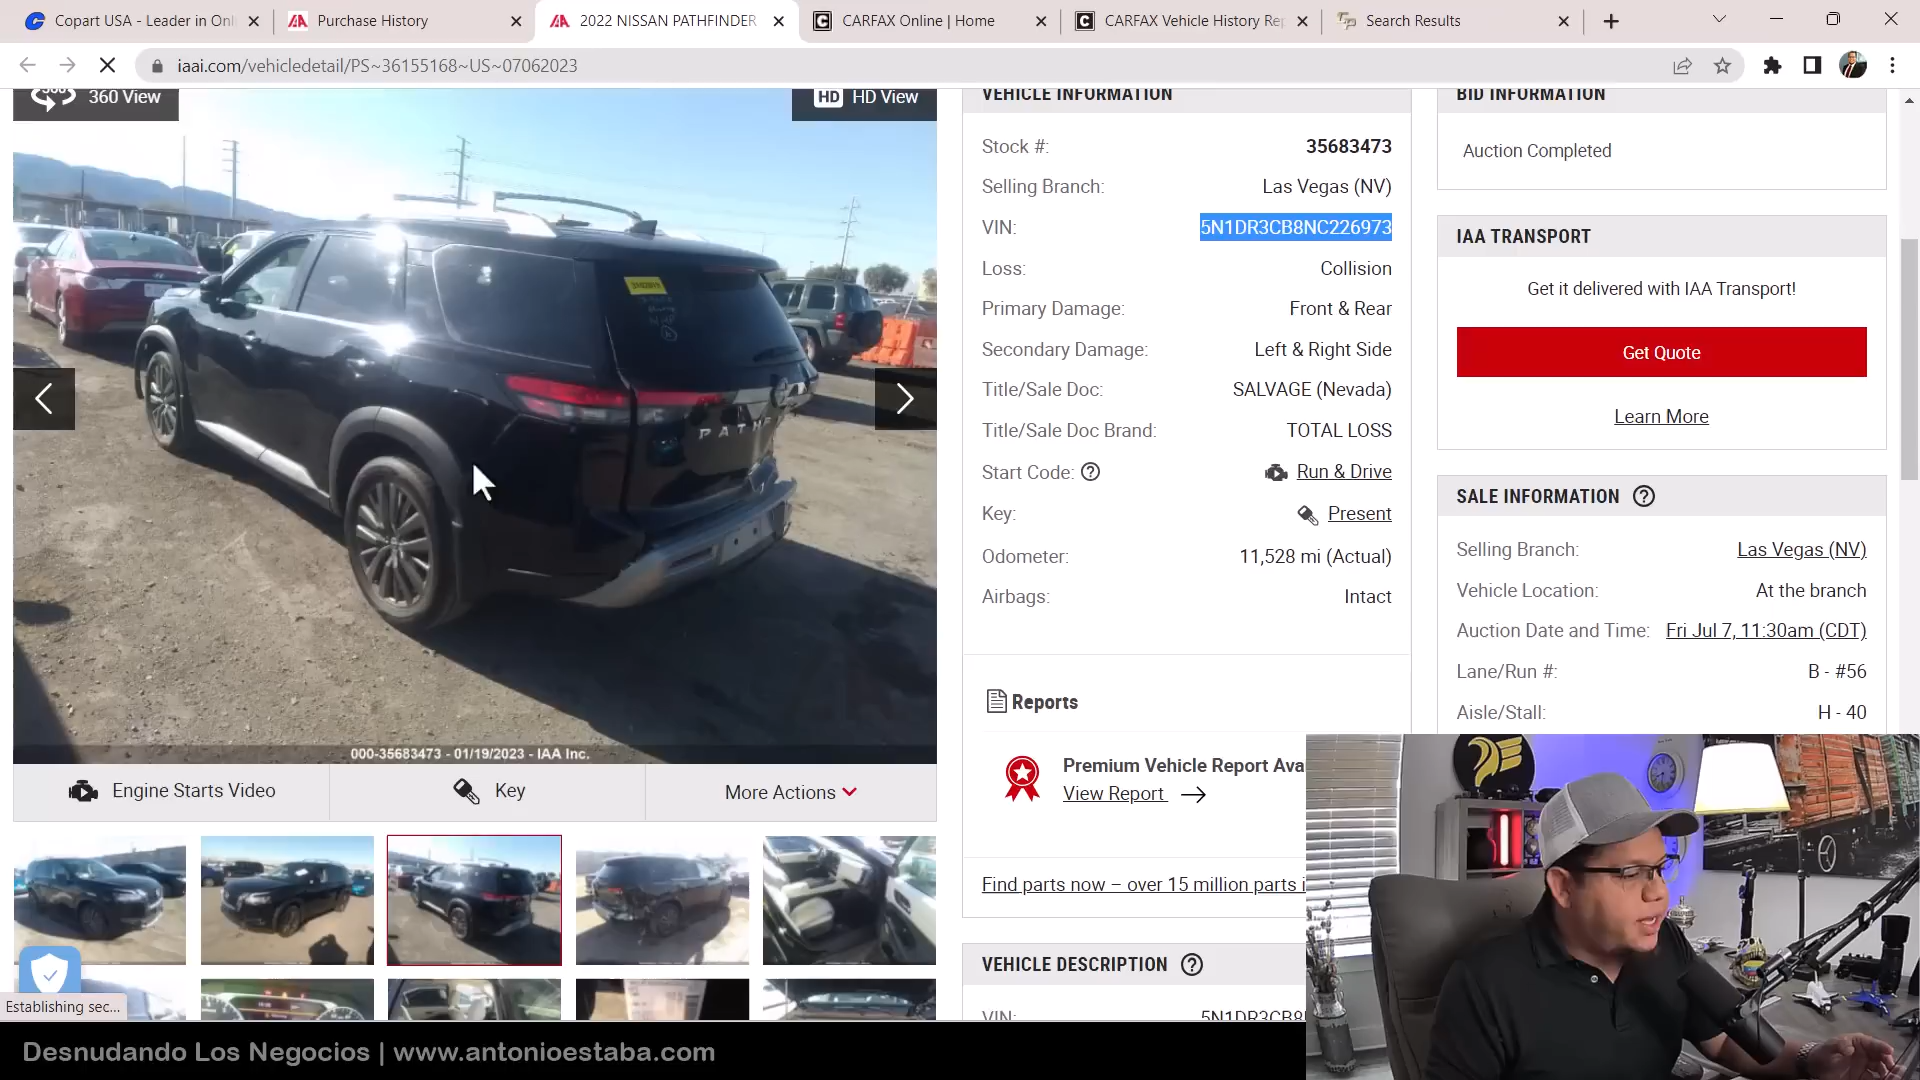 Copart USA - Leader in Onl
Purchase History
2022 NISSAN PATHFINDER
CARFAX Online | Home
CARFAX Vehicle History Rep
Search Results
iaai.com/vehicledetail/PS~36155168~US~07062023
360 View
HD HD View
VEHICLE INFORMATION
Stock #: 35683473
Selling Branch: Las Vegas (NV)
VIN: 5N1DR3CB8NC226973
Loss: Collision
Primary Damage: Front & Rear
Secondary Damage: Left & Right Side
Title/Sale Doc: SALVAGE (Nevada)
Title/Sale Doc Brand: TOTAL LOSS
Start Code: Run & Drive
Key: Present
Odometer: 11,528 mi (Actual)
Airbags: Intact
Reports
Premium Vehicle Report Ava
View Report
Find parts now – over 15 million parts i
VEHICLE DESCRIPTION
VIN: 5N1DR3CB8
BID INFORMATION
Auction Completed
IAA TRANSPORT
Get it delivered with IAA Transport!
Get Quote
Learn More
SALE INFORMATION
Selling Branch: Las Vegas (NV)
Vehicle Location: At the branch
Auction Date and Time: Fri Jul 7, 11:30am (CDT)
Lane/Run #: B - #56
Aisle/Stall: H - 40
000-35683473 - 01/19/2023 - IAA Inc.
Engine Starts Video
Key
More Actions
Establishing sec...
Desnudando Los Negocios | www.antonioestaba.com